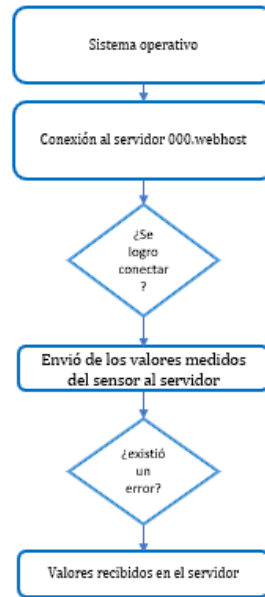 Sistema operativo
Conexión al servidor 000.webhost
¿Se
logro
conectar
?
Envió de los valores medidos
del sensor al servidor
¿existió
un
error?
Valores recibidos en el servidor